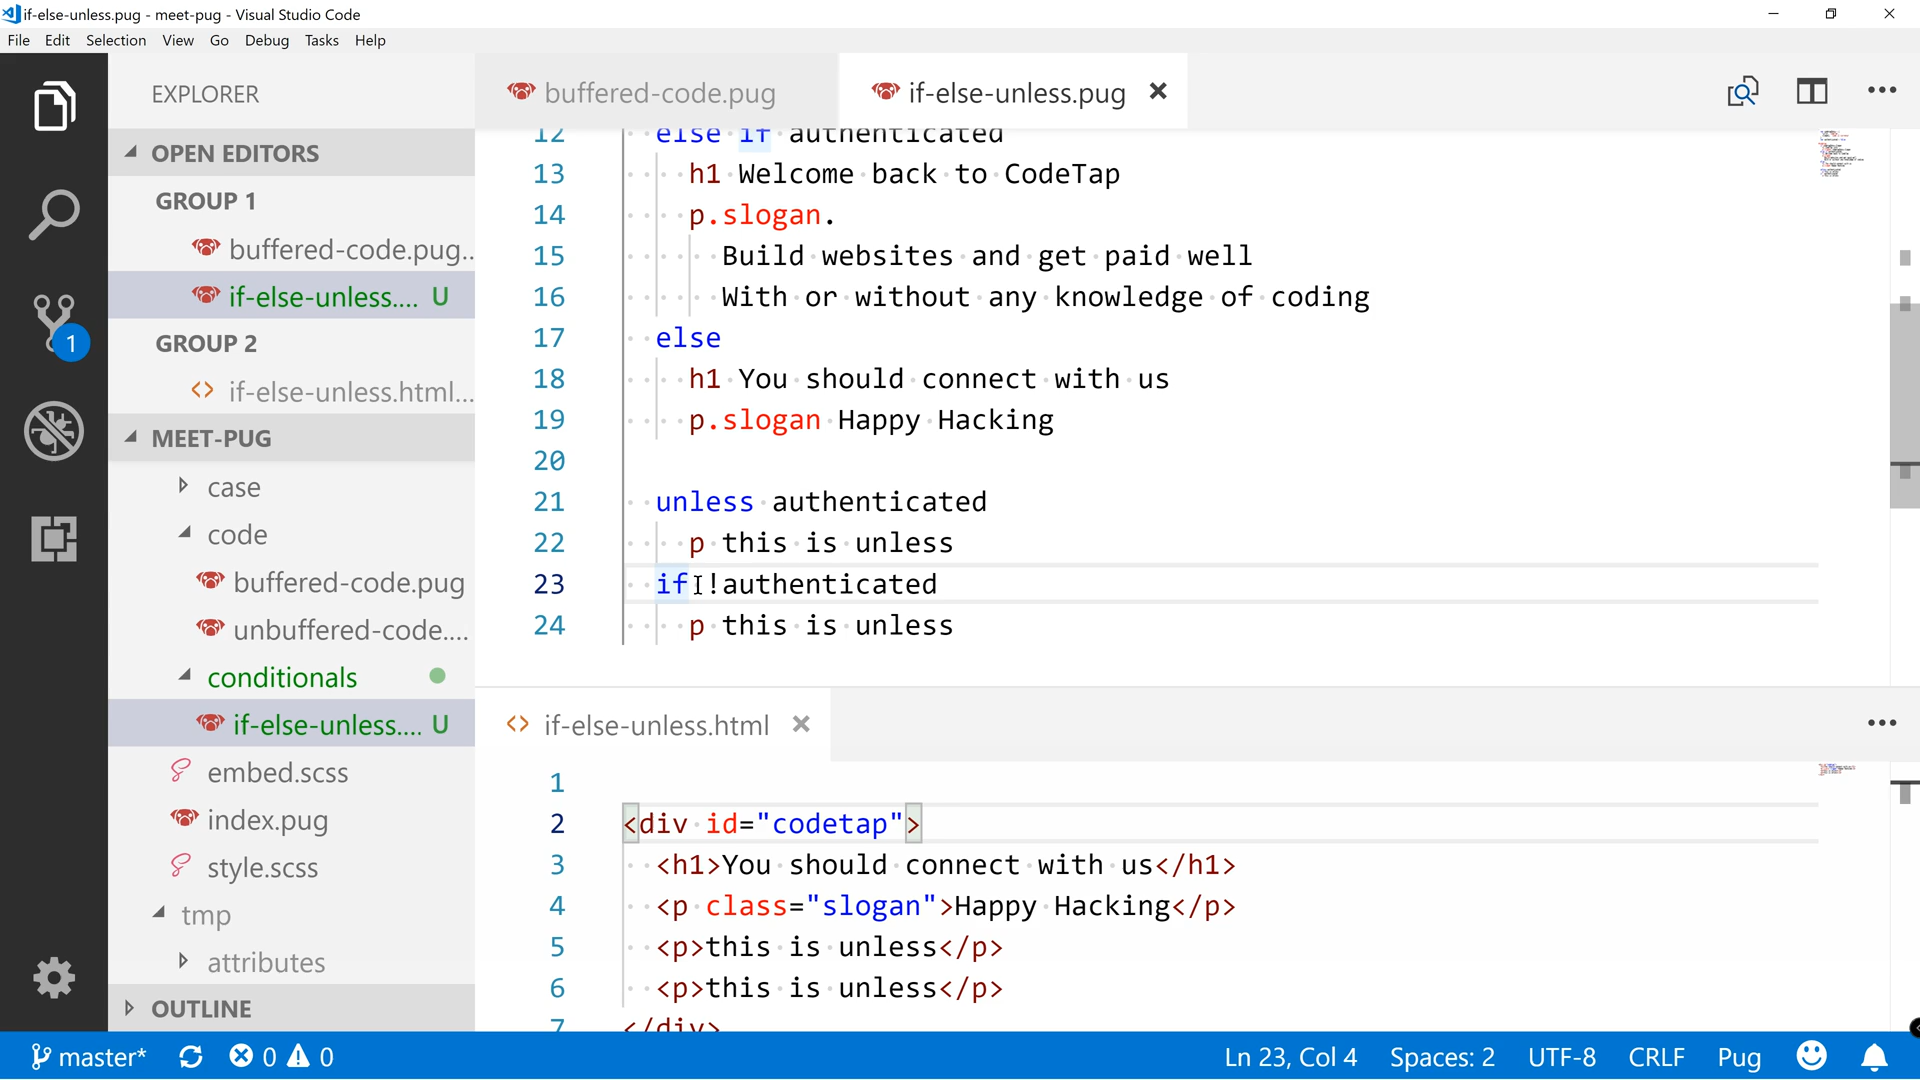 if-else-unless.pug - meet-pug - Visual Studio Code
File Edit Selection View Go Debug Tasks Help
EXPLORER
OPEN EDITORS
GROUP 1
buffered-code.pug...
if-else-unless.... U
GROUP 2
if-else-unless.html...
MEET-PUG
case
code
buffered-code.pug
unbuffered-code....
conditionals
if-else-unless.... U
embed.scss
index.pug
style.scss
tmp
attributes
OUTLINE
1
buffered-code.pug
if-else-unless.pug
12 else if authenticated
13 h1 Welcome back to CodeTap
14 p.slogan.
15 Build websites and get paid well
16 With or without any knowledge of coding
17 else
18 h1 You should connect with us
19 p.slogan Happy Hacking
20
21 unless authenticated
22 p this is unless
23 if !authenticated
24 p this is unless
if-else-unless.html
1
2 <div id="codetap">
3 <h1>You should connect with us</h1>
4 <p class="slogan">Happy Hacking</p>
5 <p>this is unless</p>
6 <p>this is unless</p>
7 </div>
master* 0 0 Ln 23, Col 4 Spaces: 2 UTF-8 CRLF Pug